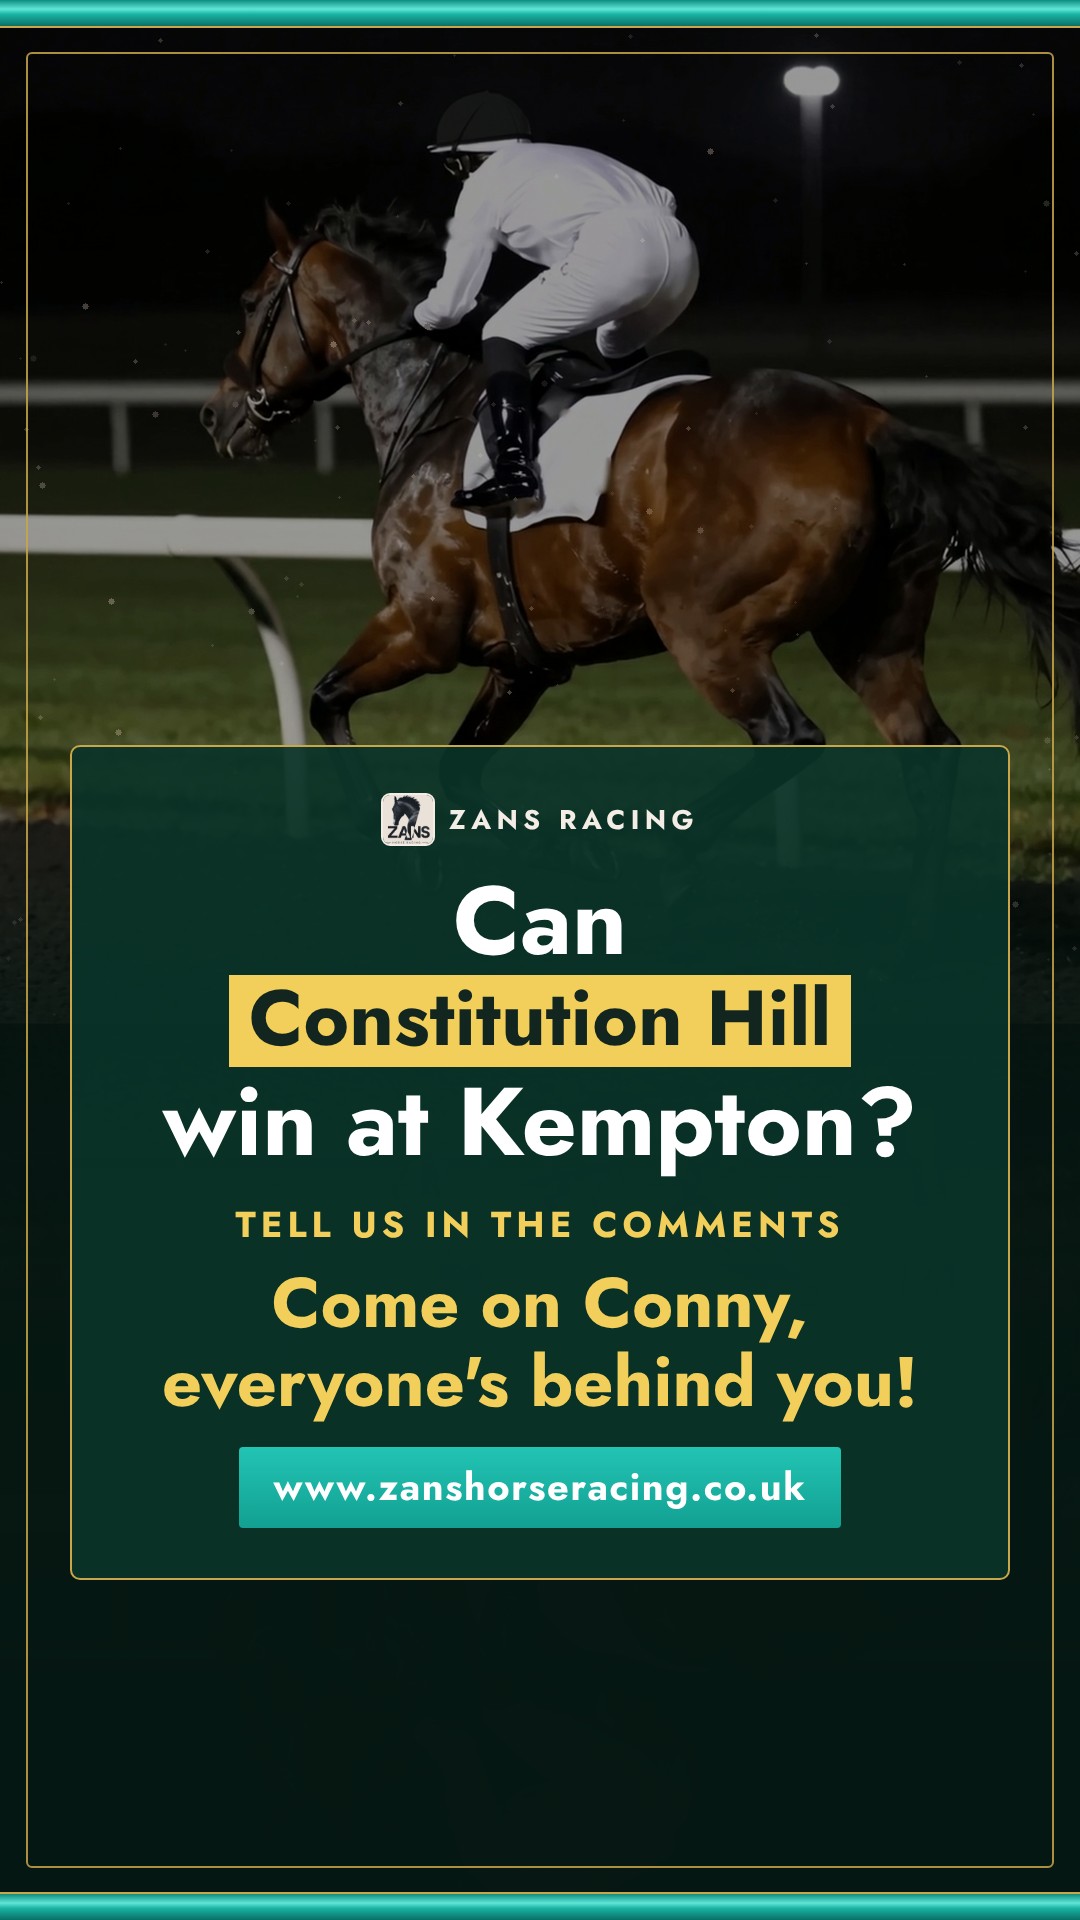 ZANS
ZANS RACING
Can
Constitution Hill
win at Kempton?
TELL US IN THE COMMENTS
Come on Conny,
everyone's behind you!
www.zanshorseracing.co.uk